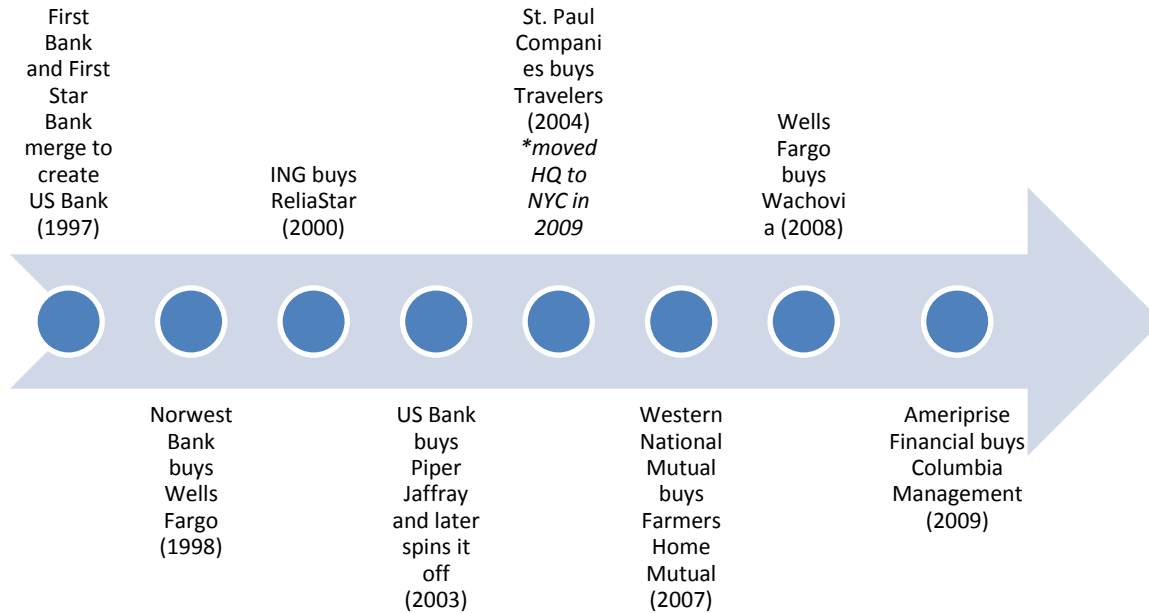 First
Bank
and First
Star
Bank
merge to
create
US Bank
(1997)
Norwest
Bank
buys
Wells
Fargo
(1998)
ING buys
ReliaStar
(2000)
US Bank
buys
Piper
Jaffray
and later
spins it
off
(2003)
St. Paul
Compani
es buys
Travelers
(2004)
*moved
HQ to
NYC in
2009
Western
National
Mutual
buys
Farmers
Home
Mutual
(2007)
Wells
Fargo
buys
Wachovi
a (2008)
Ameriprise
Financial buys
Columbia
Management
(2009)